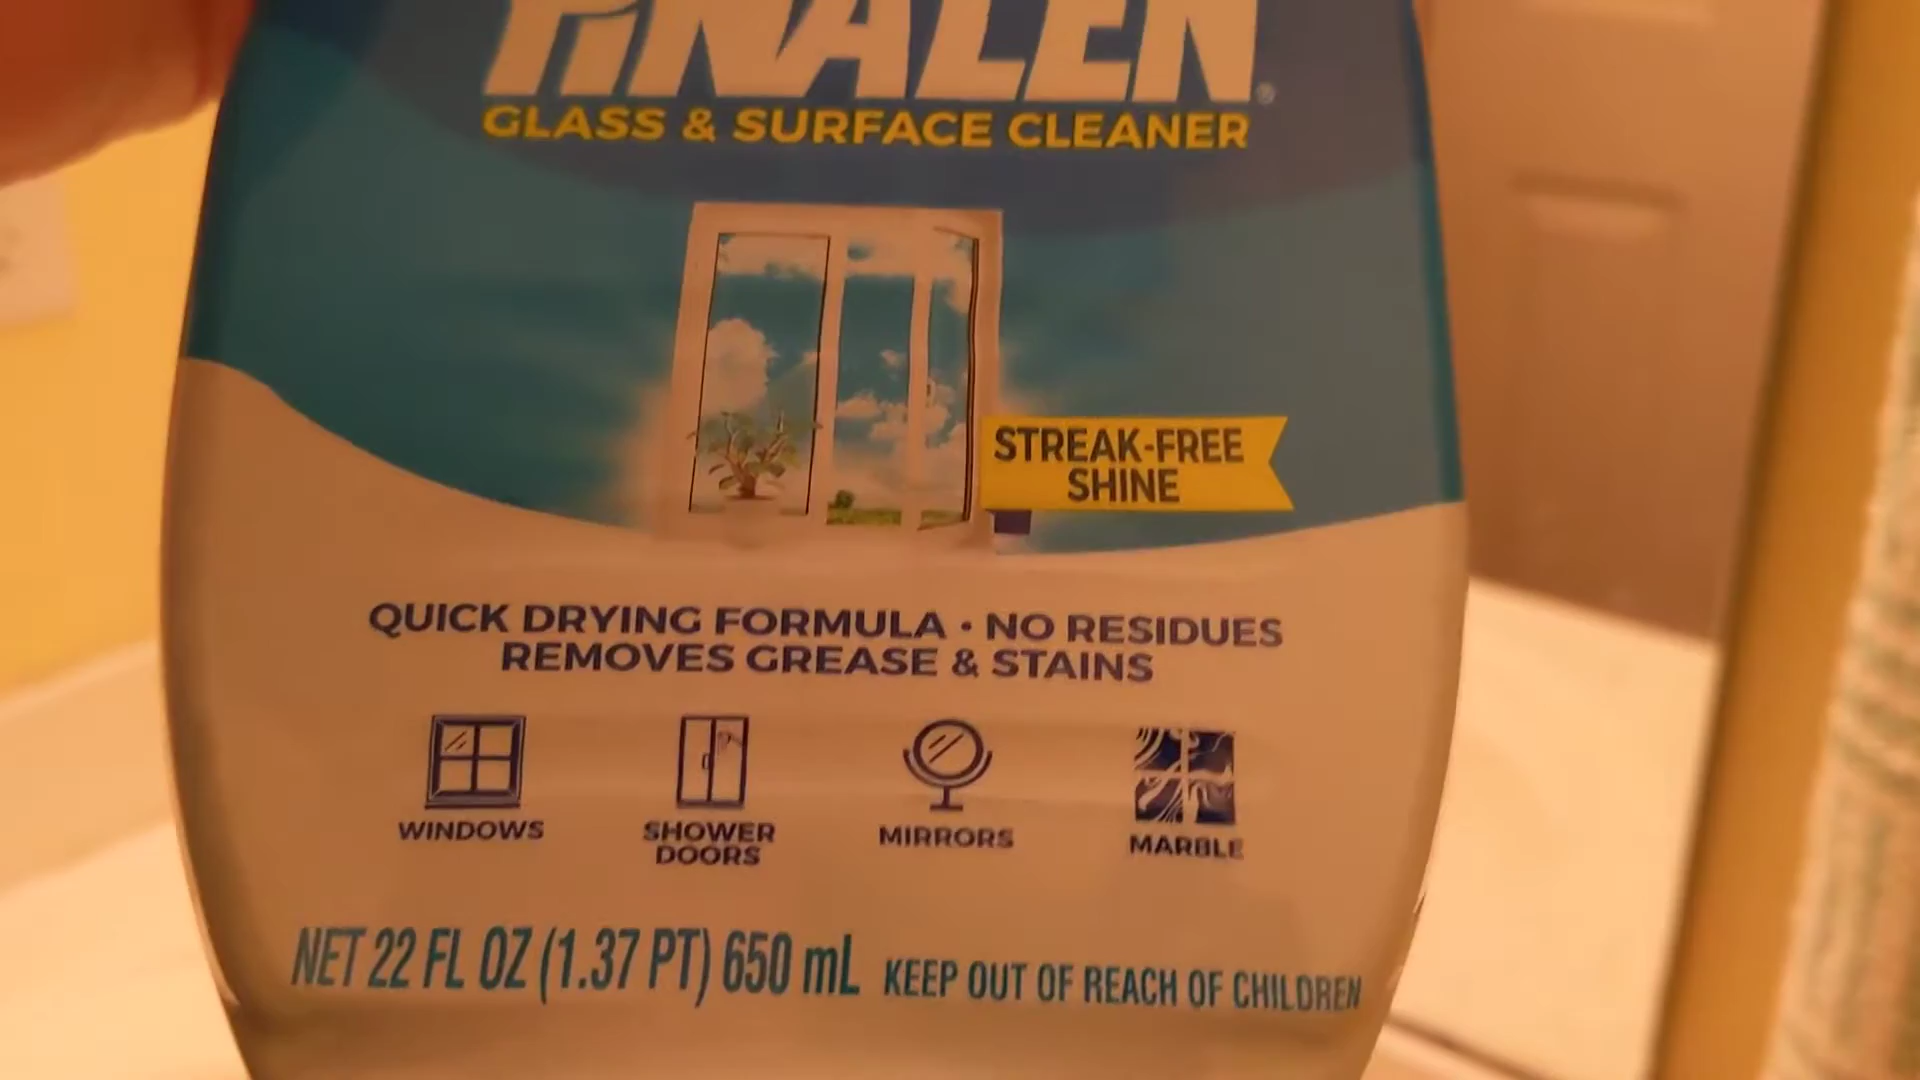 PINALEN®
GLASS & SURFACE CLEANER
STREAK-FREE
SHINE
QUICK DRYING FORMULA • NO RESIDUES
REMOVES GREASE & STAINS
WINDOWS
SHOWER
DOORS
MIRRORS
MARBLE
NET 22 FL OZ (1.37 PT) 650 mL KEEP OUT OF REACH OF CHILDREN